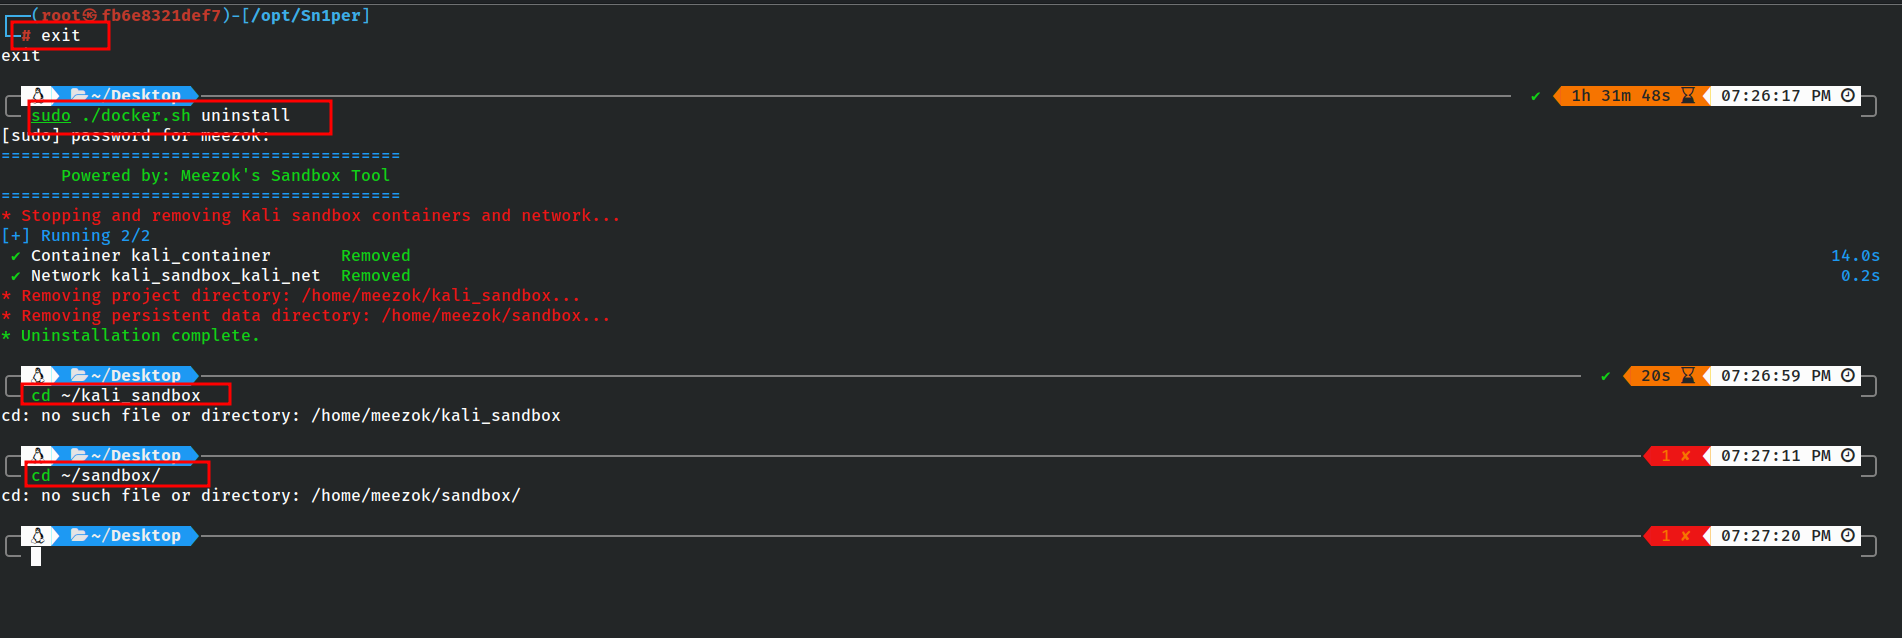 (root㉿fb6e8321def7)-[/opt/Sn1per]
# exit
exit
~/Desktop ✔ 1h 31m 48s 07:26:17 PM
sudo ./docker.sh uninstall
[sudo] password for meezok:
========================================
Powered by: Meezok's Sandbox Tool
========================================
* Stopping and removing Kali sandbox containers and network...
[+] Running 2/2
✔ Container kali_container Removed 14.0s
✔ Network kali_sandbox_kali_net Removed 0.2s
* Removing project directory: /home/meezok/kali_sandbox...
* Removing persistent data directory: /home/meezok/sandbox...
* Uninstallation complete.
~/Desktop ✔ 20s 07:26:59 PM
cd ~/kali_sandbox
cd: no such file or directory: /home/meezok/kali_sandbox
~/Desktop 1 ✘ 07:27:11 PM
cd ~/sandbox/
cd: no such file or directory: /home/meezok/sandbox/
~/Desktop 1 ✘ 07:27:20 PM